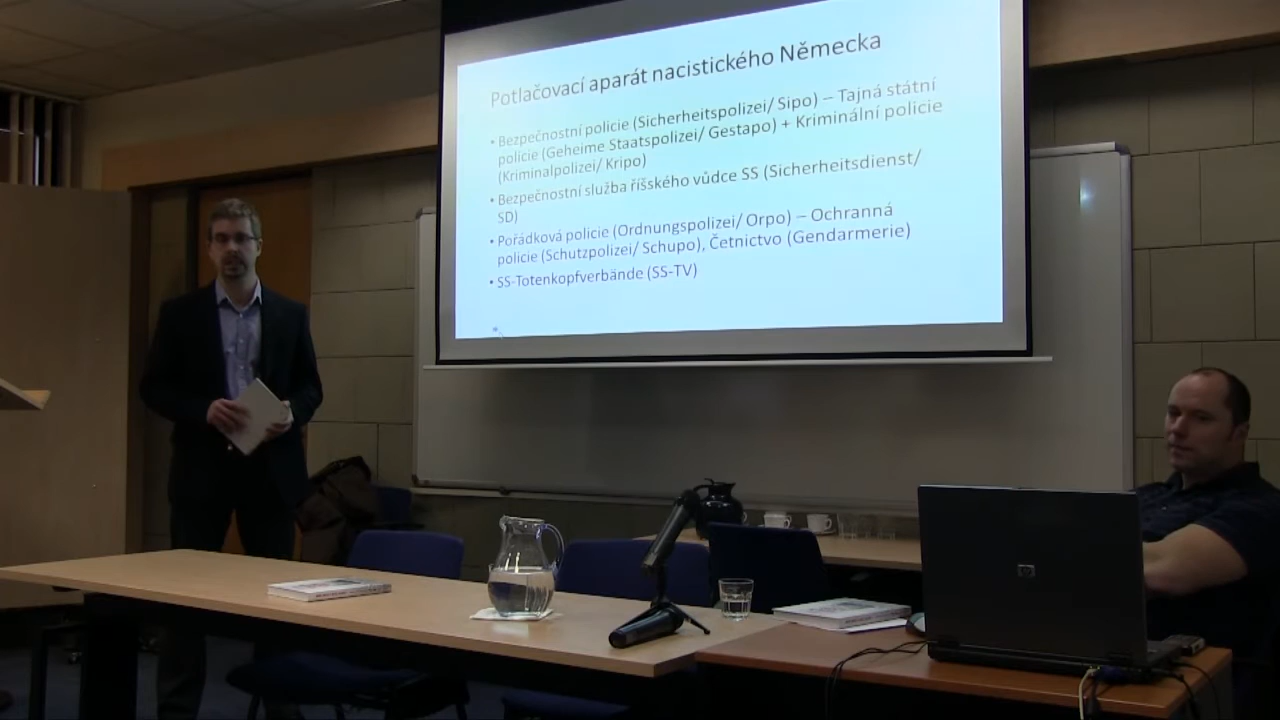 Potlačovací aparát nacistického Německa
• Bezpečnostní policie (Sicherheitspolizei/ Sipo) – Tajná státní
policie (Geheime Staatspolizei/ Gestapo) + Kriminální policie
(Kriminalpolizei/ Kripo)
• Bezpečnostní služba říšského vůdce SS (Sicherheitsdienst/
SD)
• Pořádková policie (Ordnungspolizei/ Orpo) – Ochranná
policie (Schutzpolizei/ Schupo), Četnictvo (Gendarmerie)
• SS-Totenkopfverbände (SS-TV)
hp